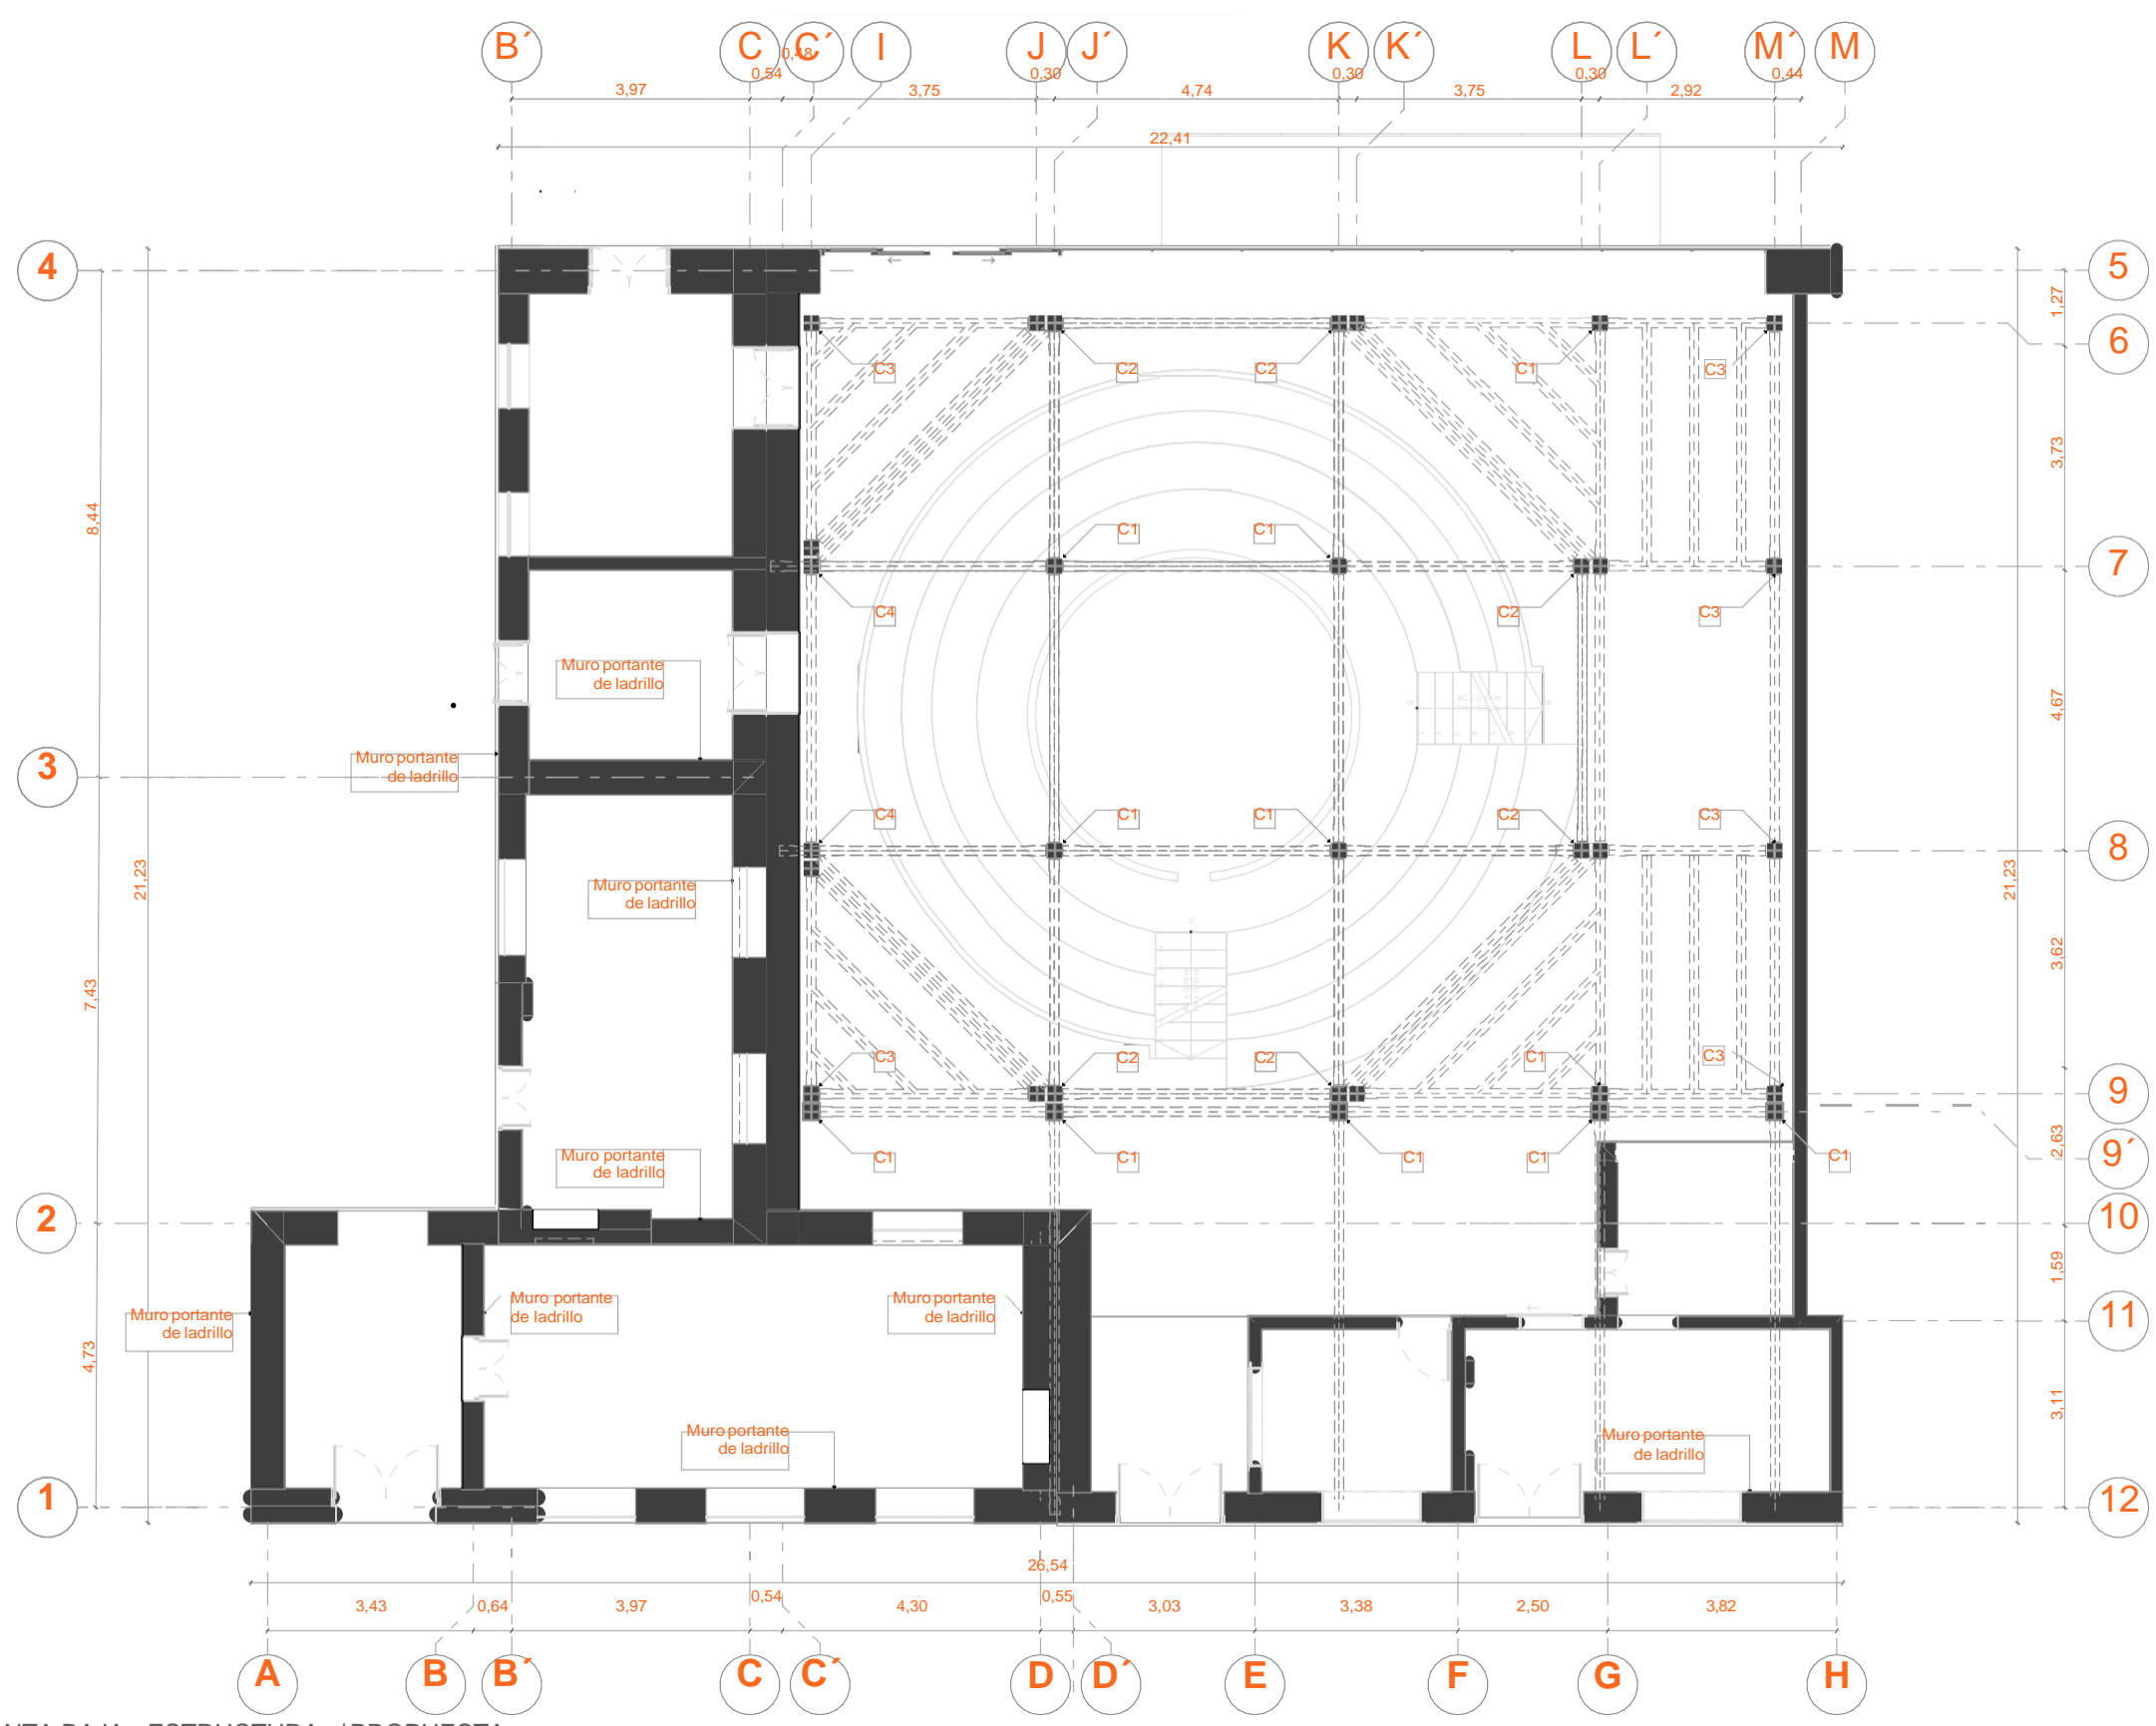 B´ C C´ I J J´ K K´ L L´ M´ M
0,54 0,48 0,30 0,30 0,30 0,44
3,97 3,75 4,74 3,75 2,92
22,41
4 5
1,27
6
C3 C2 C2 C1 C3
3,73
8,44
C1 C1
7
C4 C2 C3
Muro portante
de ladrillo
4,67
Muro portante
de ladrillo
3
C4 C1 C1 C2 C3
8
21,23 21,23
Muro portante
de ladrillo
3,62
7,43
C3 C2 C2 C1 C3
9
2,63
Muro portante
de ladrillo
C1 C1 C1 C1 C1
9´
2 10
1,59
Muro portante
de ladrillo
Muro portante
de ladrillo
Muro portante
de ladrillo
11
4,73
3,11
Muro portante
de ladrillo
Muro portante
de ladrillo
1 12
26,54
3,43 0,64 3,97 0,54 4,30 0,55 3,03 3,38 2,50 3,82
A B B´ C C´ D D´ E F G H